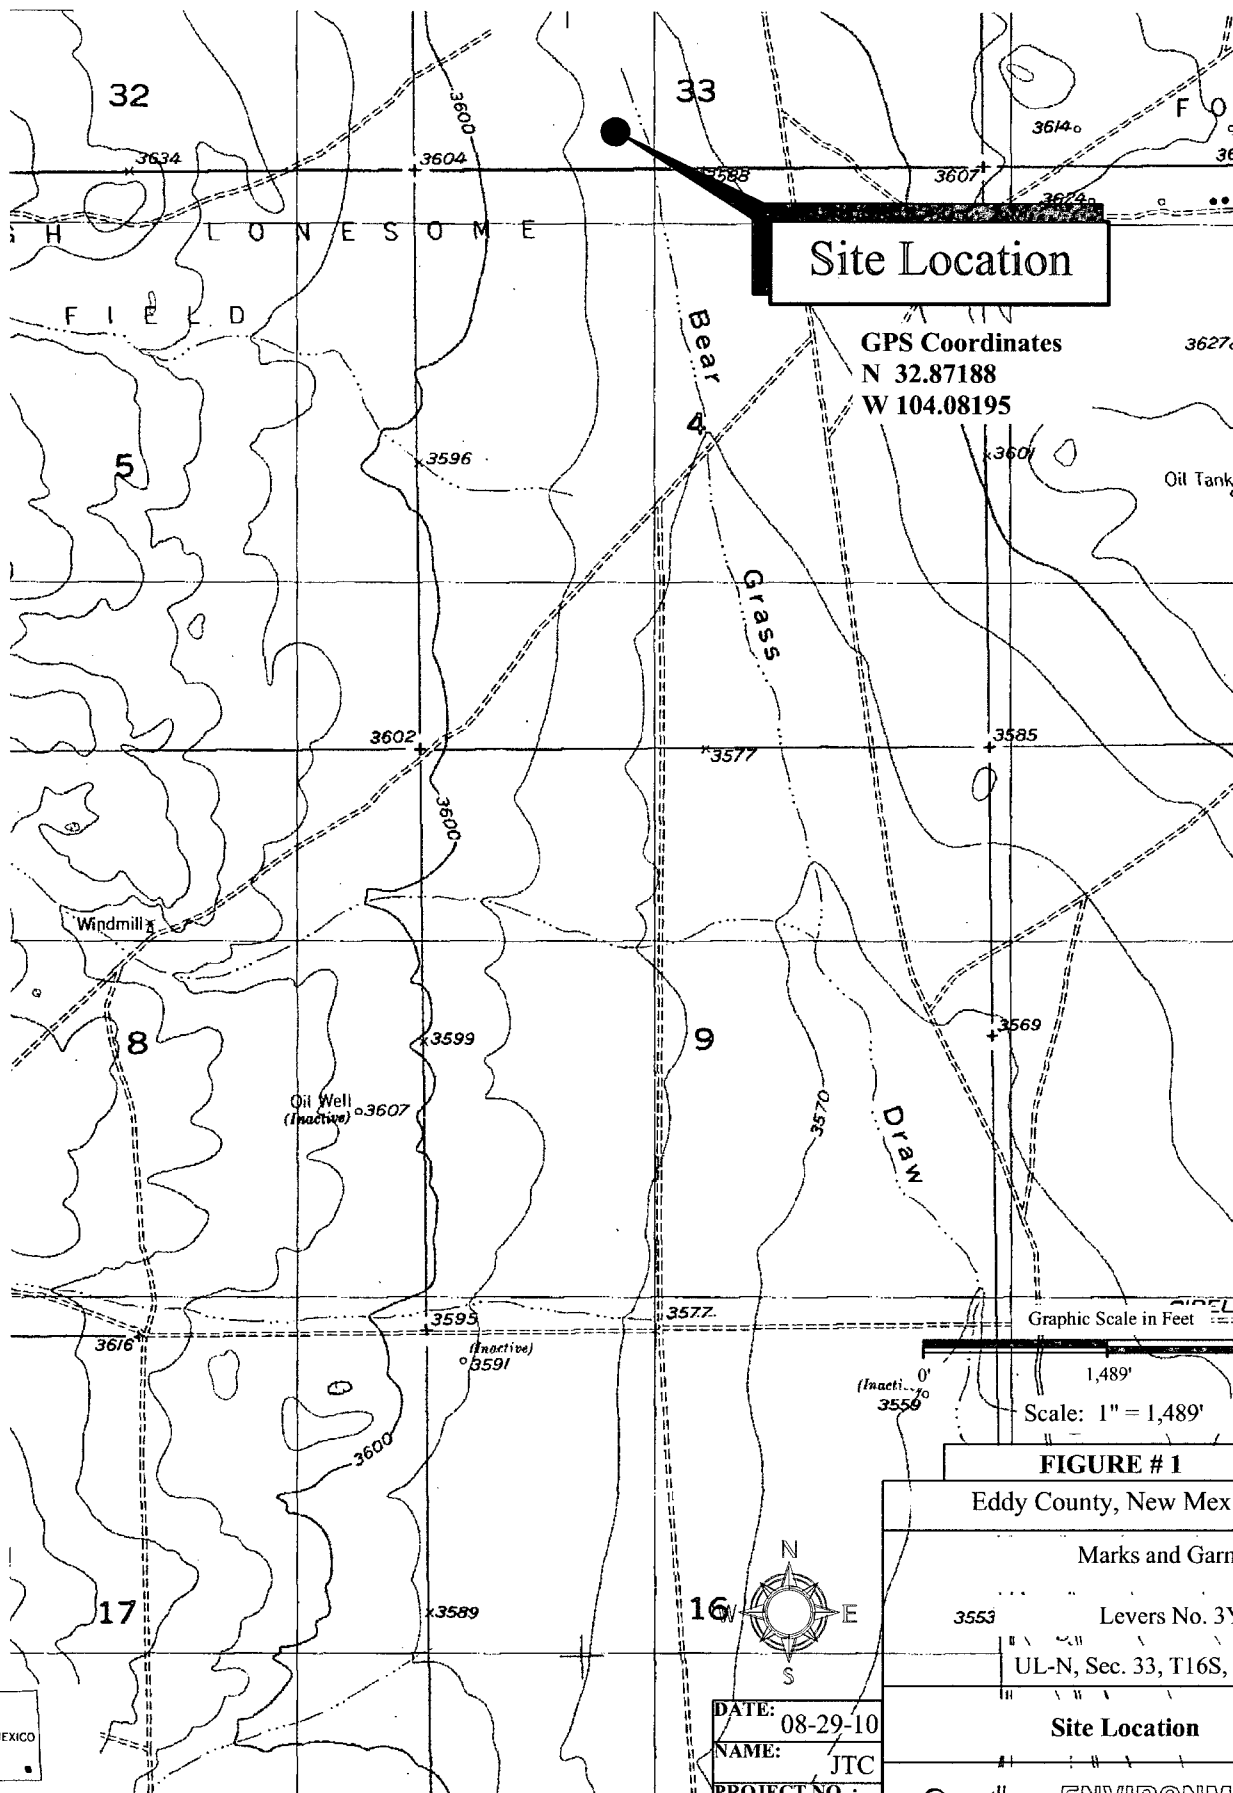 32
33
3600
F O
3614
3634
3604
3588
3607
3624
H L O N E S O M E
Site Location
F I E L D
GPS Coordinates
N 32.87188
W 104.08195
3627
Bear
4
5
3596
3601
Oil Tank
Grass
3602
3577
3585
3600
Windmill
8
3599
9
3569
Oil Well
(Inactive)
3607
3570
Draw
3595
3577
3616
(Inactive)
3591
Graphic Scale in Feet
0'
1,489'
3559
Scale: 1" = 1,489'
3600
FIGURE # 1
Eddy County, New Mex
Marks and Garn
N
W
E
S
17
3589
16
3553
Levers No. 3Y
UL-N, Sec. 33, T16S,
DATE:
08-29-10
Site Location
NAME:
JTC
PROJECT NO.:
EXICO